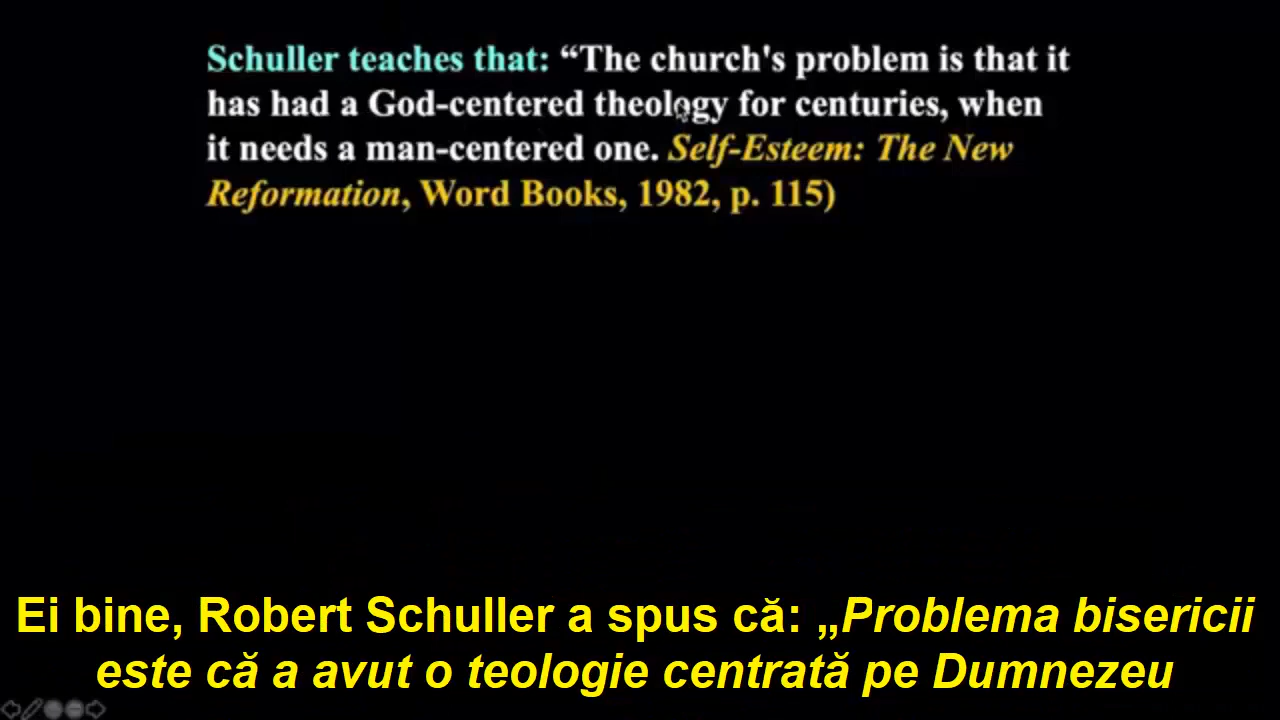 Schuller teaches that: “The church's problem is that it
has had a God-centered theology for centuries, when
it needs a man-centered one. Self-Esteem: The New
Reformation, Word Books, 1982, p. 115)
Ei bine, Robert Schuller a spus că: „Problema bisericii
este că a avut o teologie centrată pe Dumnezeu